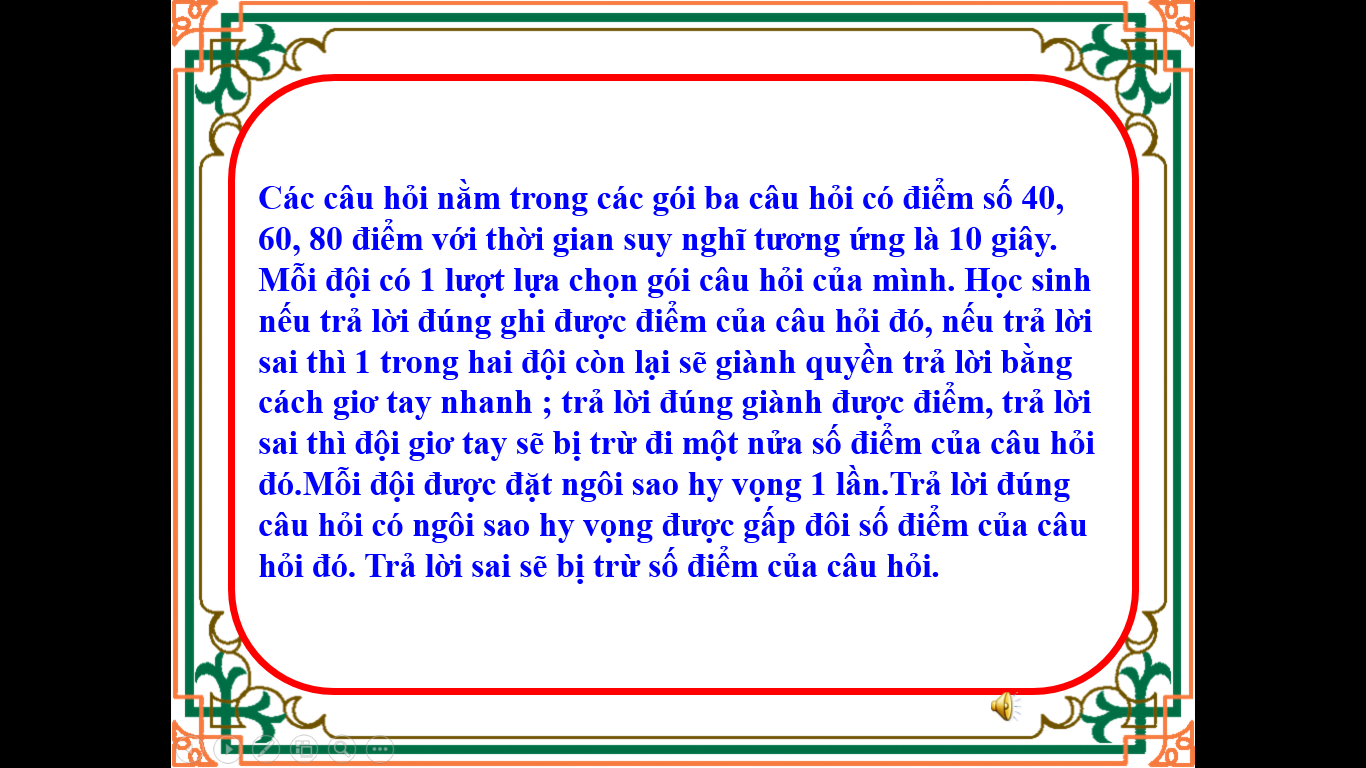 Các câu hỏi nằm trong các gói ba câu hỏi có điểm số 40,
60, 80 điểm với thời gian suy nghĩ tương ứng là 10 giây.
Mỗi đội có 1 lượt lựa chọn gói câu hỏi của mình. Học sinh
nếu trả lời đúng ghi được điểm của câu hỏi đó, nếu trả lời
sai thì 1 trong hai đội còn lại sẽ giành quyền trả lời bằng
cách giơ tay nhanh ; trả lời đúng giành được điểm, trả lời
sai thì đội giơ tay sẽ bị trừ đi một nửa số điểm của câu hỏi
đó.Mỗi đội được đặt ngôi sao hy vọng 1 lần.Trả lời đúng
câu hỏi có ngôi sao hy vọng được gấp đôi số điểm của câu
hỏi đó. Trả lời sai sẽ bị trừ số điểm của câu hỏi.